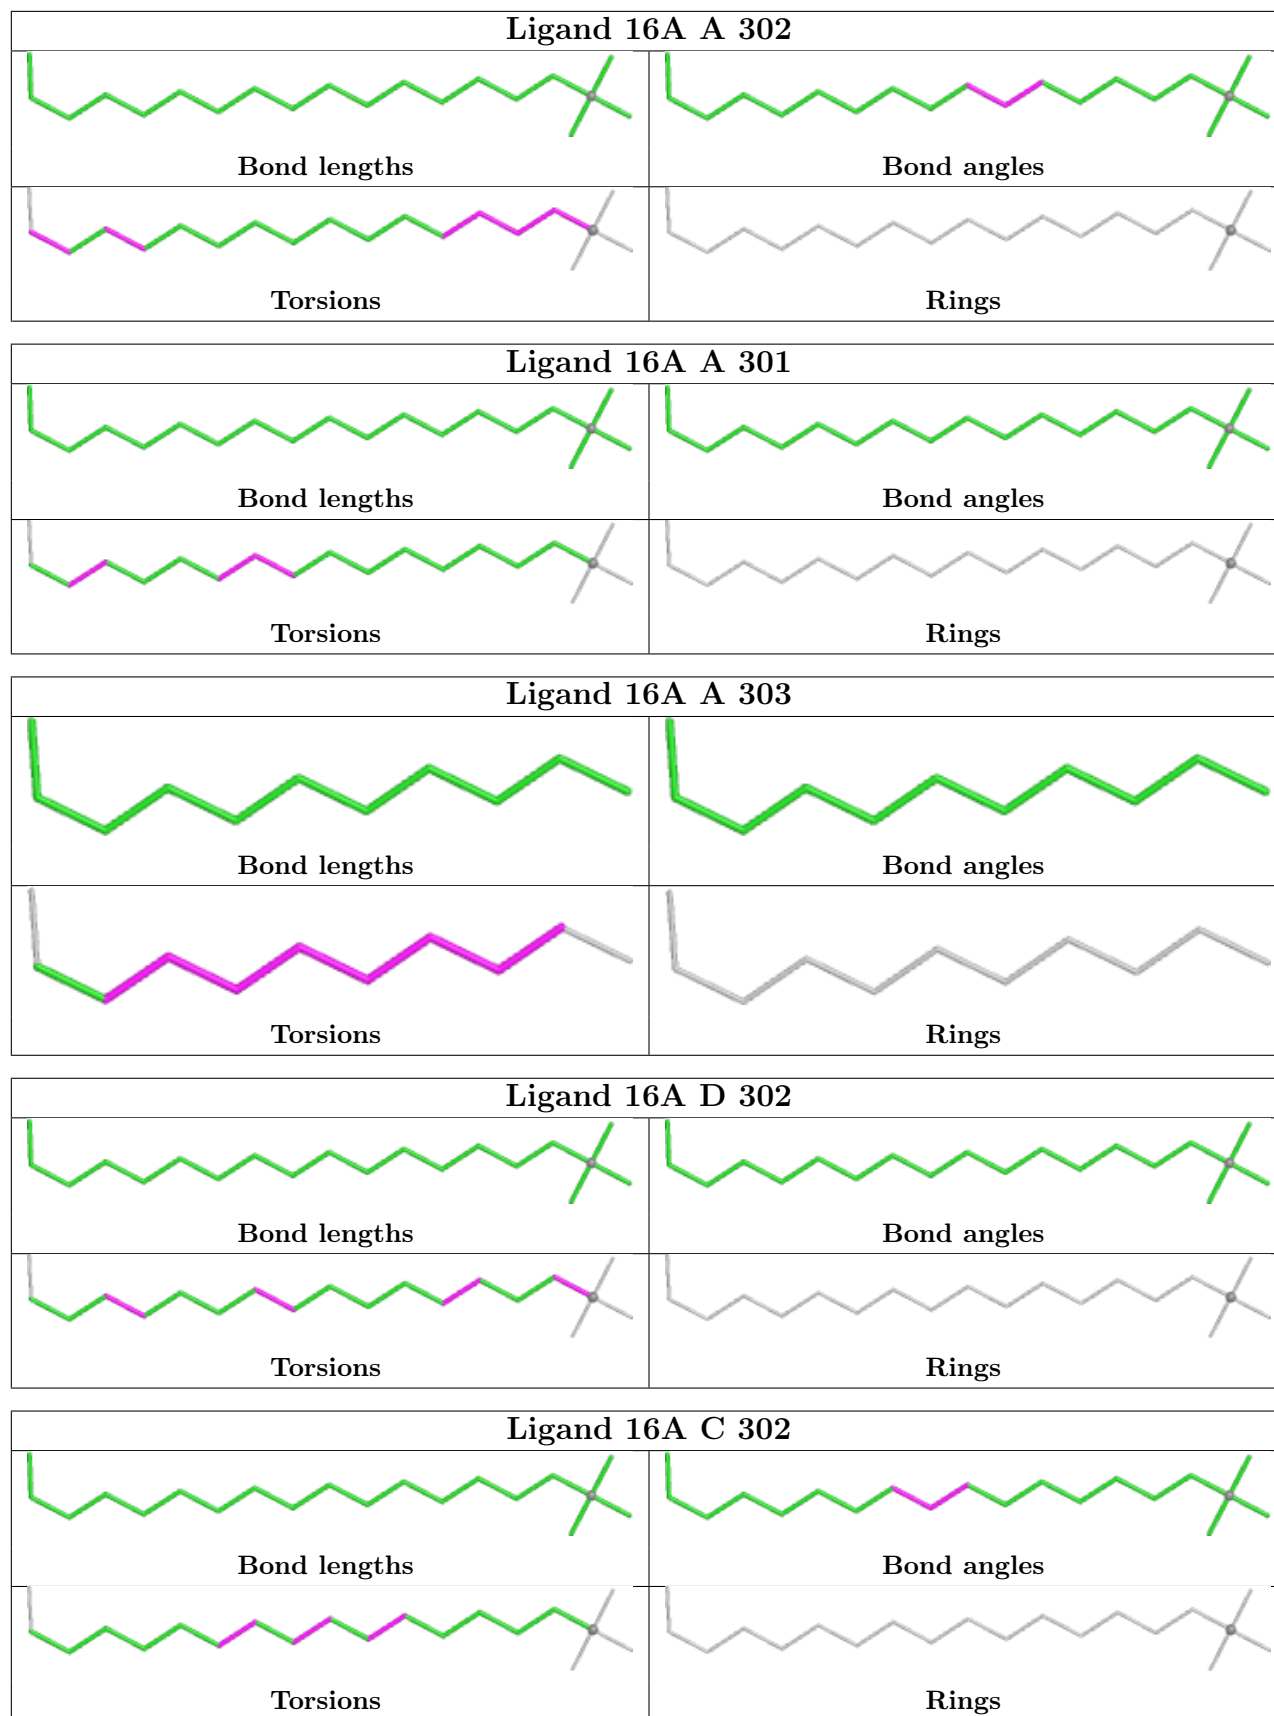 Ligand 16A A 302
Bond lengths
Bond angles
Torsions
Rings
Ligand 16A A 301
Bond lengths
Bond angles
Torsions
Rings
Ligand 16A A 303
Bond lengths
Bond angles
Torsions
Rings
Ligand 16A D 302
Bond lengths
Bond angles
Torsions
Rings
Ligand 16A C 302
Bond lengths
Bond angles
Torsions
Rings